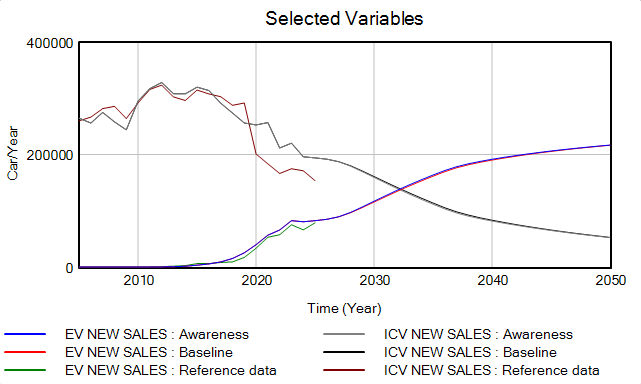 Selected Variables
400000
200000
0
Car/Year
2010 2020 2030 2040 2050
Time (Year)
EV NEW SALES : Awareness
EV NEW SALES : Baseline
EV NEW SALES : Reference data
ICV NEW SALES : Awareness
ICV NEW SALES : Baseline
ICV NEW SALES : Reference data